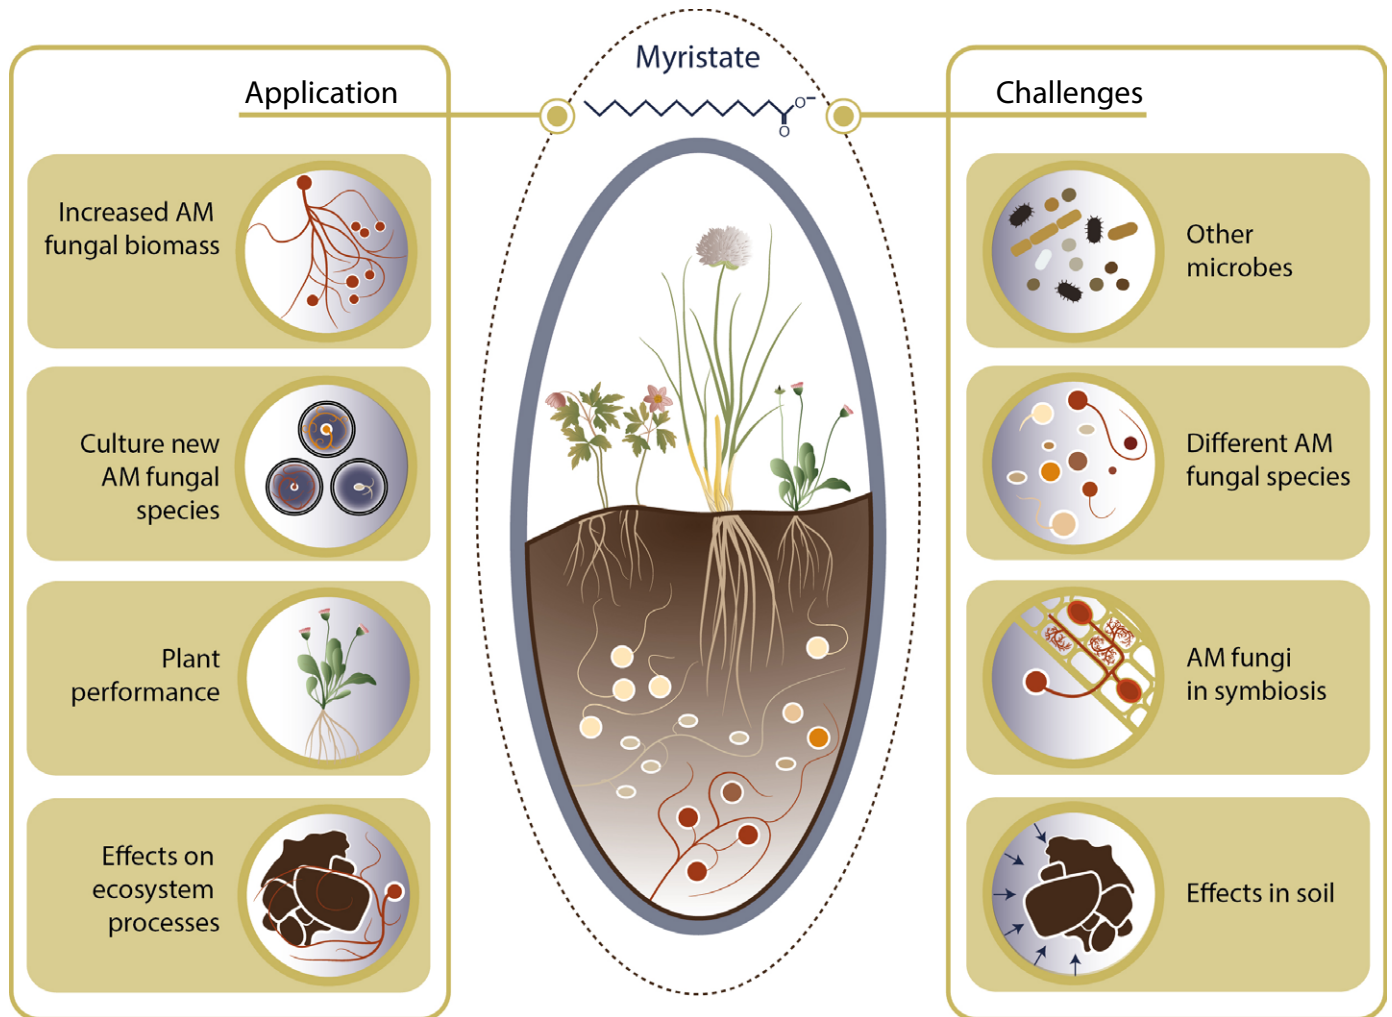 Myristate
O−
O
Application
Increased AM
fungal biomass
Culture new
AM fungal
species
Plant
performance
Effects on
ecosystem
processes
Challenges
Other
microbes
Different AM
fungal species
AM fungi
in symbiosis
Effects in soil